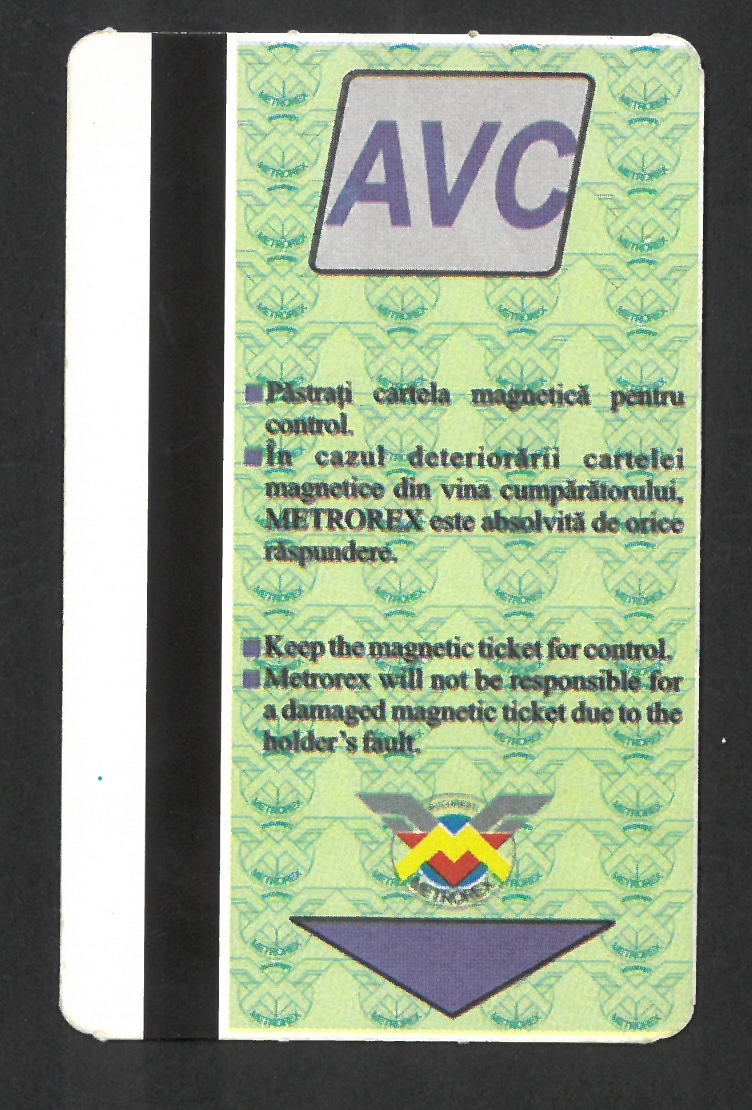 AVC
Păstrați cartela magnetică pentru
control.
În cazul deteriorării cartelei
magnetice din vina cumpărătorului,
METROREX este absolvită de orice
răspundere.
Keep the magnetic ticket for control.
Metrorex will not be responsible for
a damaged magnetic ticket due to the
holder's fault.
BUCUREȘTI
METROREX